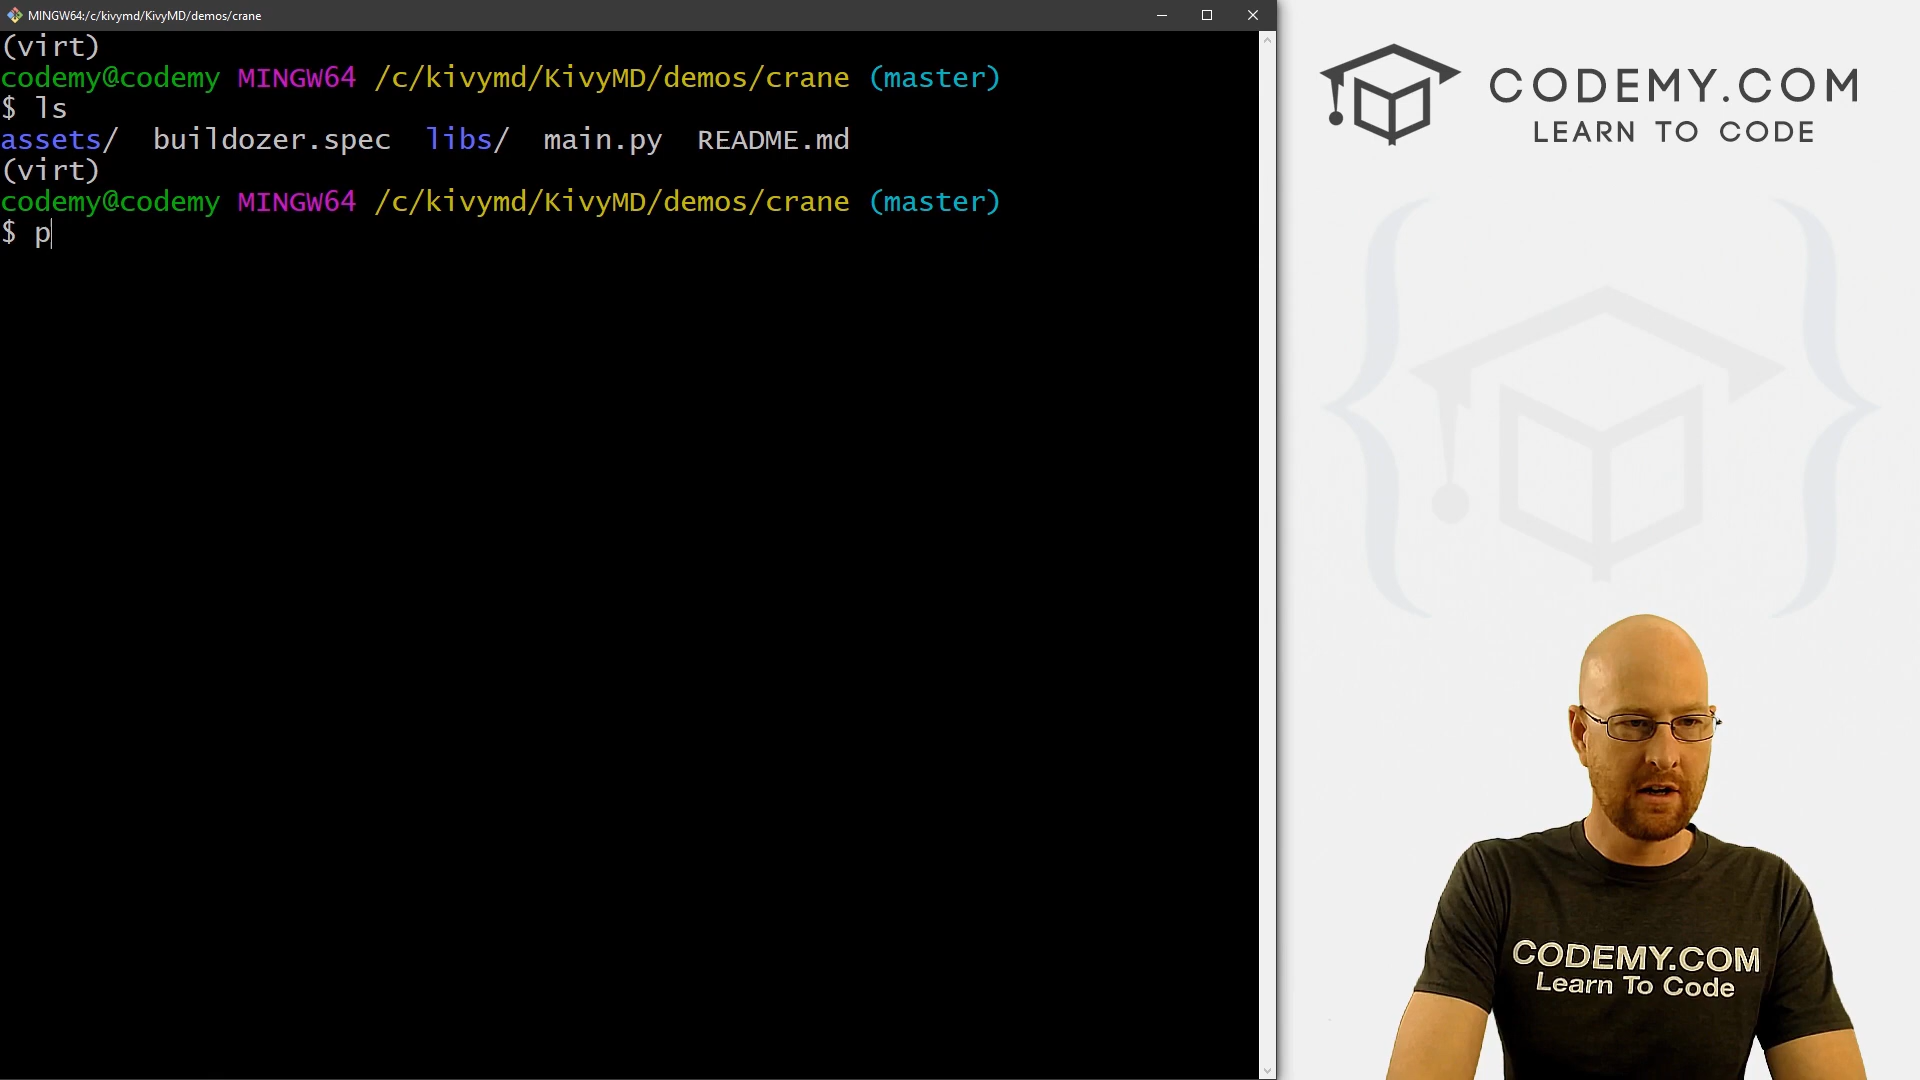 MINGW64:/c/kivymd/KivyMD/demos/crane
(virt)
codemy@codemy MINGW64 /c/kivymd/KivyMD/demos/crane (master)
$ ls
assets/  buildozer.spec  libs/  main.py  README.md
(virt)
codemy@codemy MINGW64 /c/kivymd/KivyMD/demos/crane (master)
$ p
CODEMY.COM
LEARN TO CODE
CODEMY.COM
Learn To Code